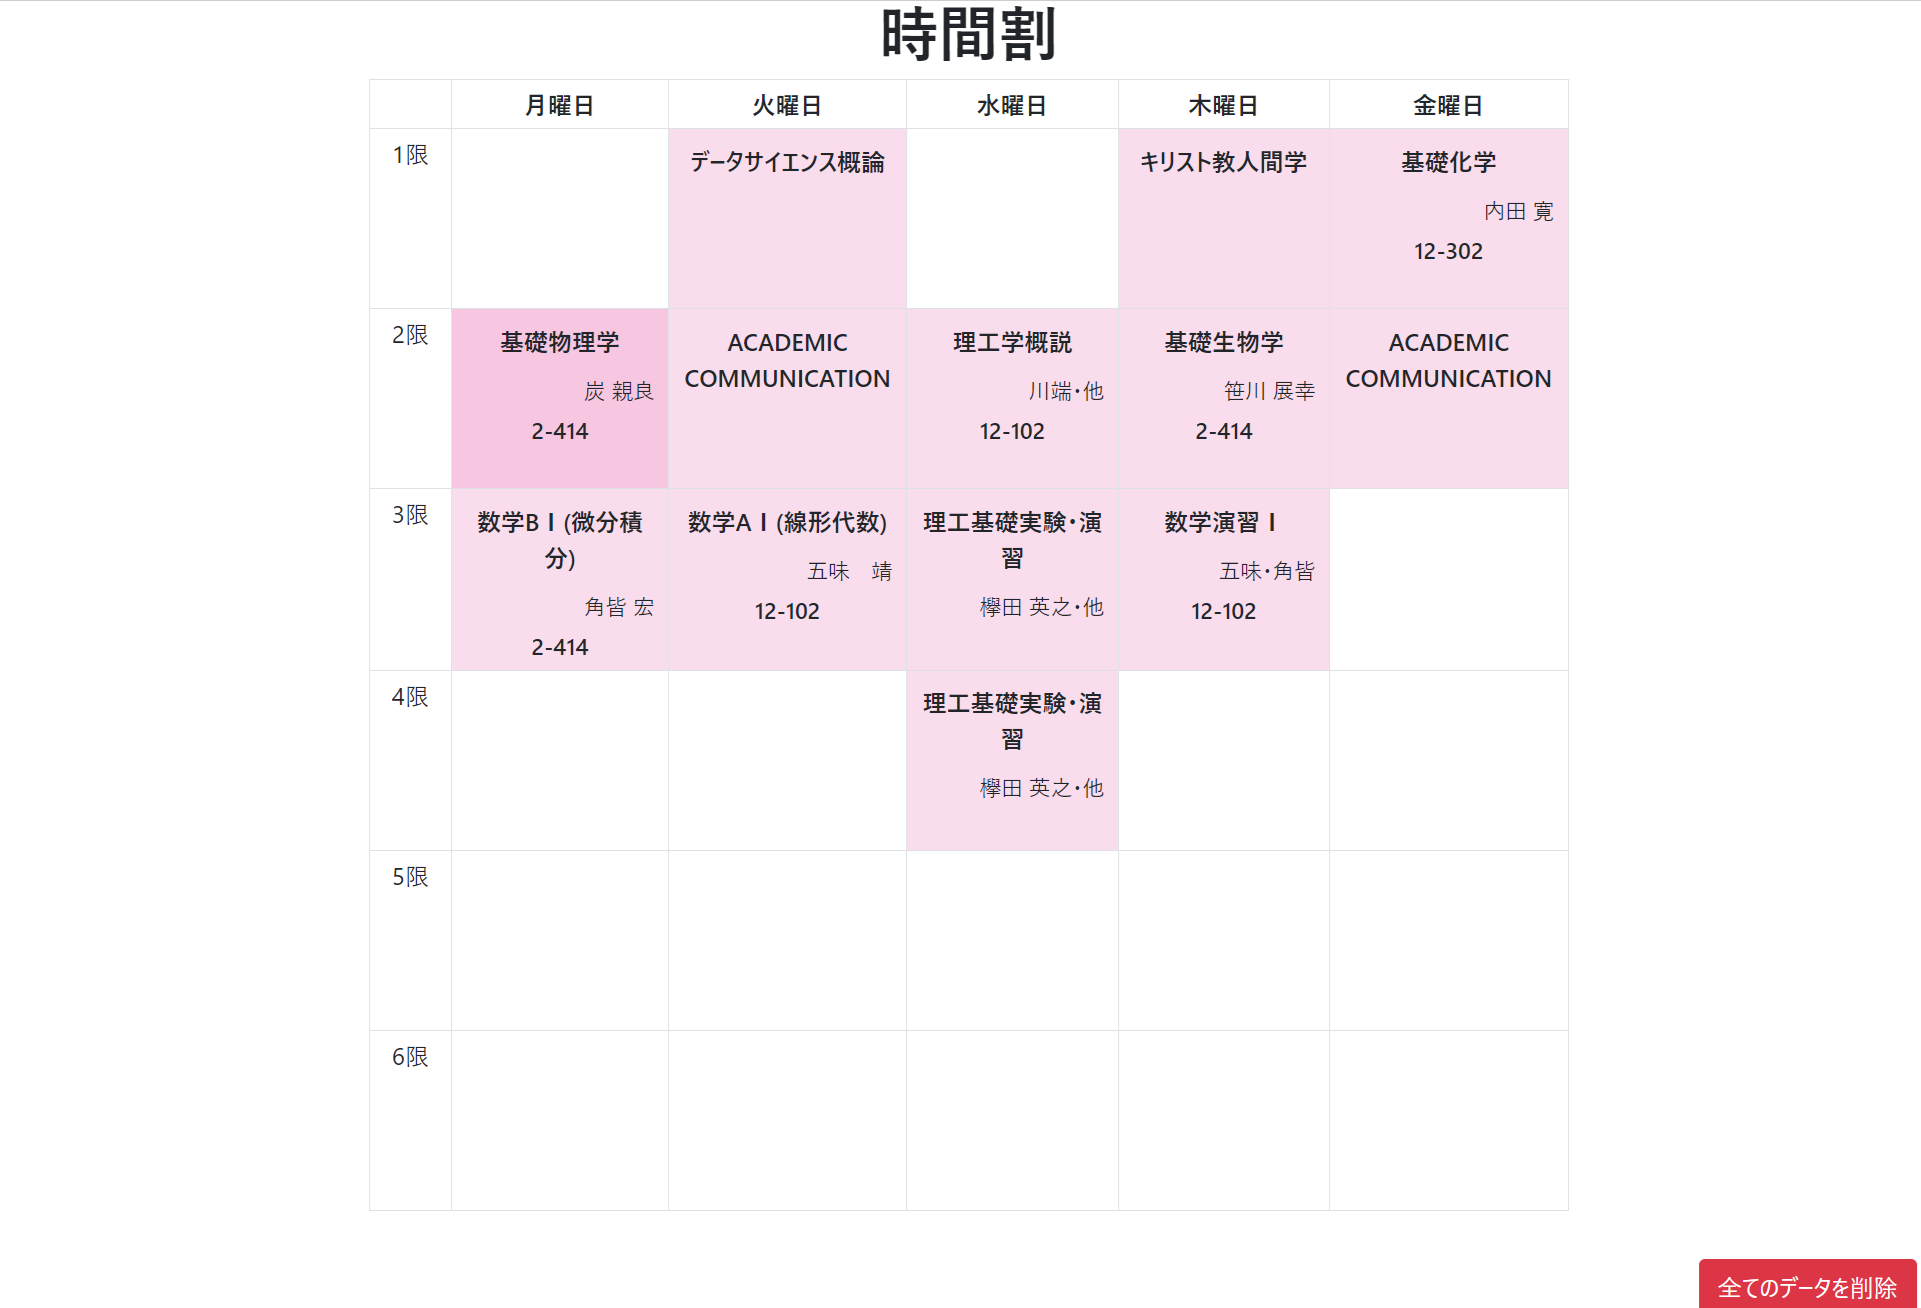 時間割
月曜日 火曜日 水曜日 木曜日 金曜日
1限
データサイエンス概論
キリスト教人間学
基礎化学
内田 寛
12-302
2限
基礎物理学
炭 親良
2-414
ACADEMIC
COMMUNICATION
理工学概説
川端・他
12-102
基礎生物学
笹川 展幸
2-414
ACADEMIC
COMMUNICATION
3限
数学BⅠ(微分積
分)
角皆 宏
2-414
数学AⅠ(線形代数)
五味　靖
12-102
理工基礎実験・演
習
欅田 英之・他
数学演習Ⅰ
五味・角皆
12-102
4限
理工基礎実験・演
習
欅田 英之・他
5限
6限
全てのデータを削除